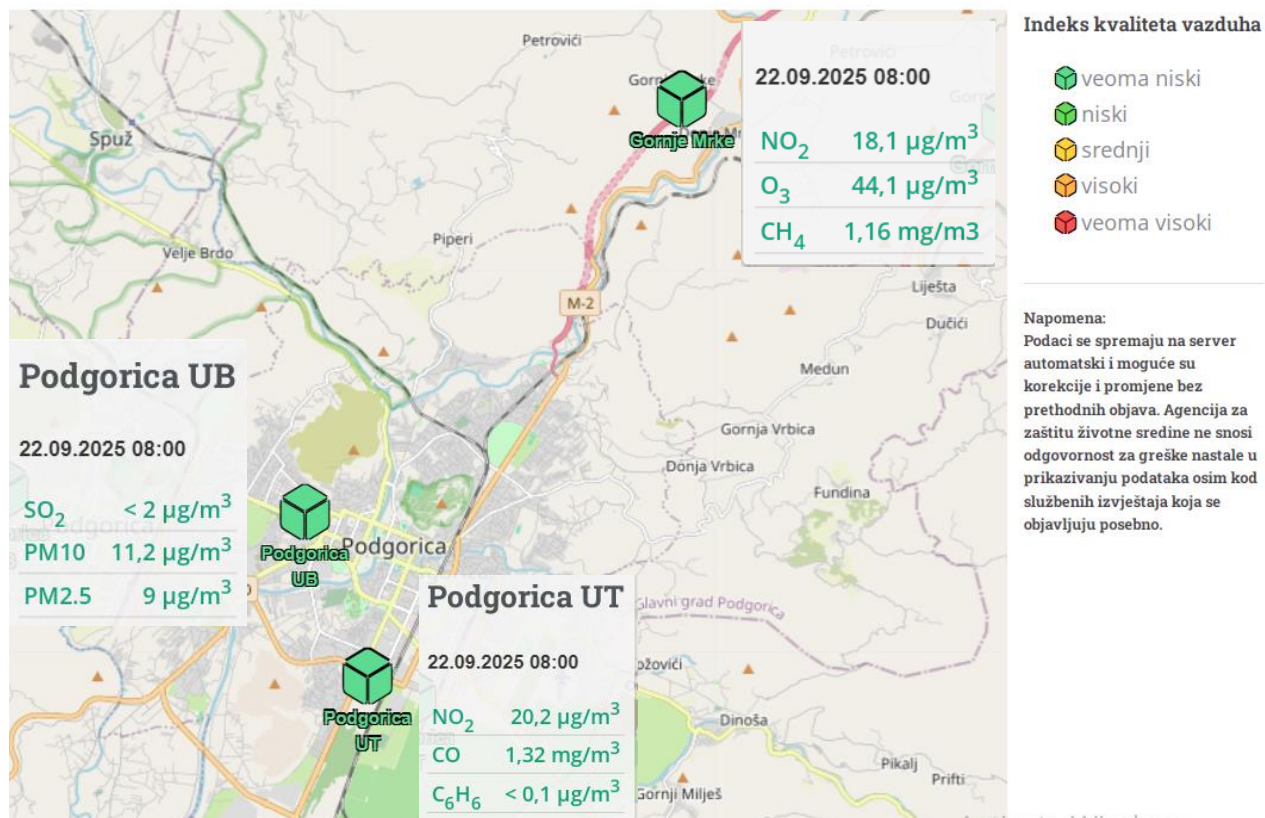 Petrovići
Gornje Mrke
Spuž
Piperi
Velje Brdo
M-2
Liješta
Dučići
Medun
Gornja Vrbica
Donja Vrbica
Fundina
Podgorica
Podgorica
UB
Podgorica
UT
Glavni grad Podgorica
Dinoša
Pikalj
Prifti
Gornji Milješ
22.09.2025 08:00
NO2 18,1 µg/m3
O3 44,1 µg/m3
CH4 1,16 mg/m3
Podgorica UB
22.09.2025 08:00
SO2 < 2 µg/m3
PM10 11,2 µg/m3
PM2.5 9 µg/m3
Podgorica UT
22.09.2025 08:00
NO2 20,2 µg/m3
CO 1,32 mg/m3
C6H6 < 0,1 µg/m3
Indeks kvaliteta vazduha
veoma niski
niski
srednji
visoki
veoma visoki
Napomena:
Podaci se spremaju na server
automatski i moguće su
korekcije i promjene bez
prethodnih objava. Agencija za
zaštitu životne sredine ne snosi
odgovornost za greške nastale u
prikazivanju podataka osim kod
službenih izvještaja koja se
objavljuju posebno.